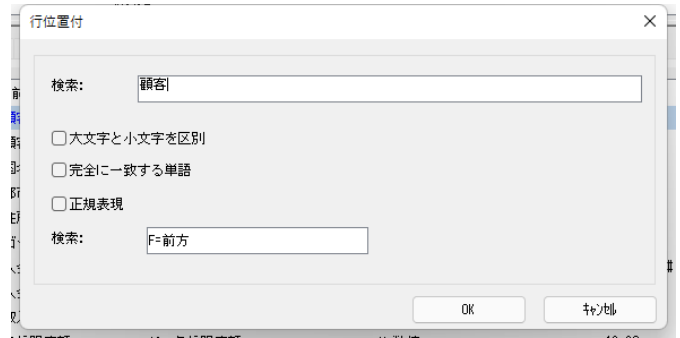 行位置付
検索: 顧客
大文字と小文字を区別
完全に一致する単語
正規表現
検索: F=前方
OK ｷｬﾝｾﾙ